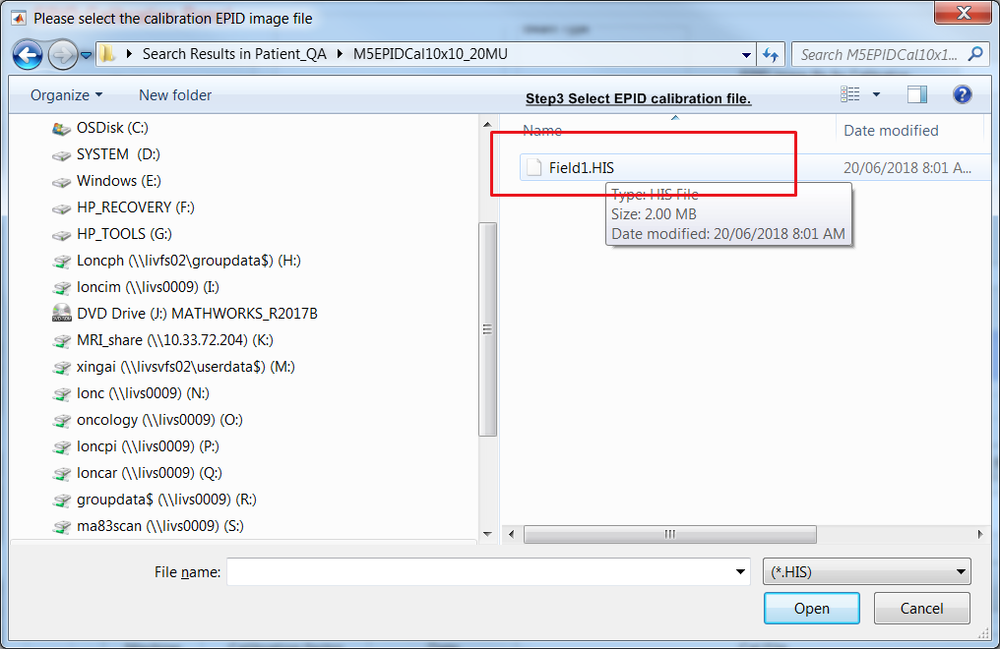 Please select the calibration EPID image file
Search Results in Patient_QA
M5EPIDCal10x10_20MU
Search M5EPIDCal10x1...
Organize
New folder
Step3 Select EPID calibration file.
Name
Date modified
OSDisk (C:)
SYSTEM (D:)
Windows (E:)
HP_RECOVERY (F:)
HP_TOOLS (G:)
Loncph (\\livfs02\groupdata$) (H:)
loncim (\\livs0009) (I:)
DVD Drive (J:) MATHWORKS_R2017B
MRI_share (\\10.33.72.204) (K:)
xingai (\\livsvfs02\userdata$) (M:)
lonc (\\livs0009) (N:)
oncology (\\livs0009) (O:)
loncpi (\\livs0009) (P:)
loncar (\\livs0009) (Q:)
groupdata$ (\\livs0009) (R:)
ma83scan (\\livs0009) (S:)
Field1.HIS
20/06/2018 8:01 A...
Type: HIS File
Size: 2.00 MB
Date modified: 20/06/2018 8:01 AM
File name:
(*.HIS)
Open
Cancel